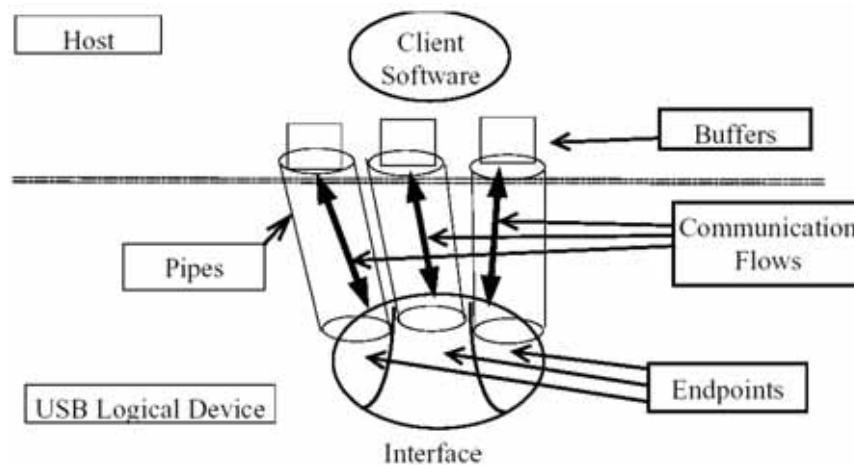 Host
Client
Software
Buffers
Communication
Flows
Pipes
Endpoints
USB Logical Device
Interface